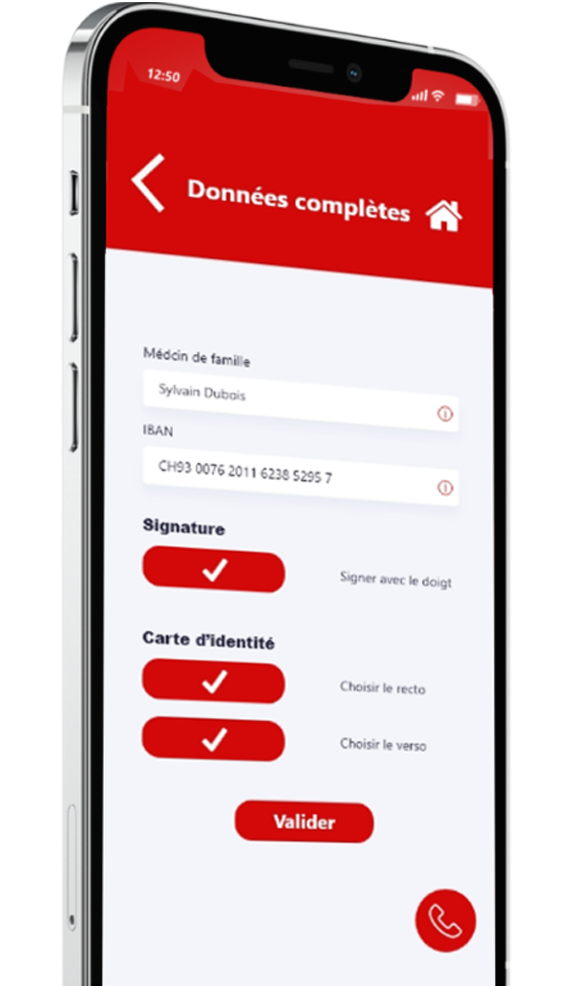 12:50
Données complètes
Médcin de famille
Sylvain Dubois
IBAN
CH93 0076 2011 6238 5295 7
Signature
Signer avec le doigt
Carte d'identité
Choisir le recto
Choisir le verso
Valider